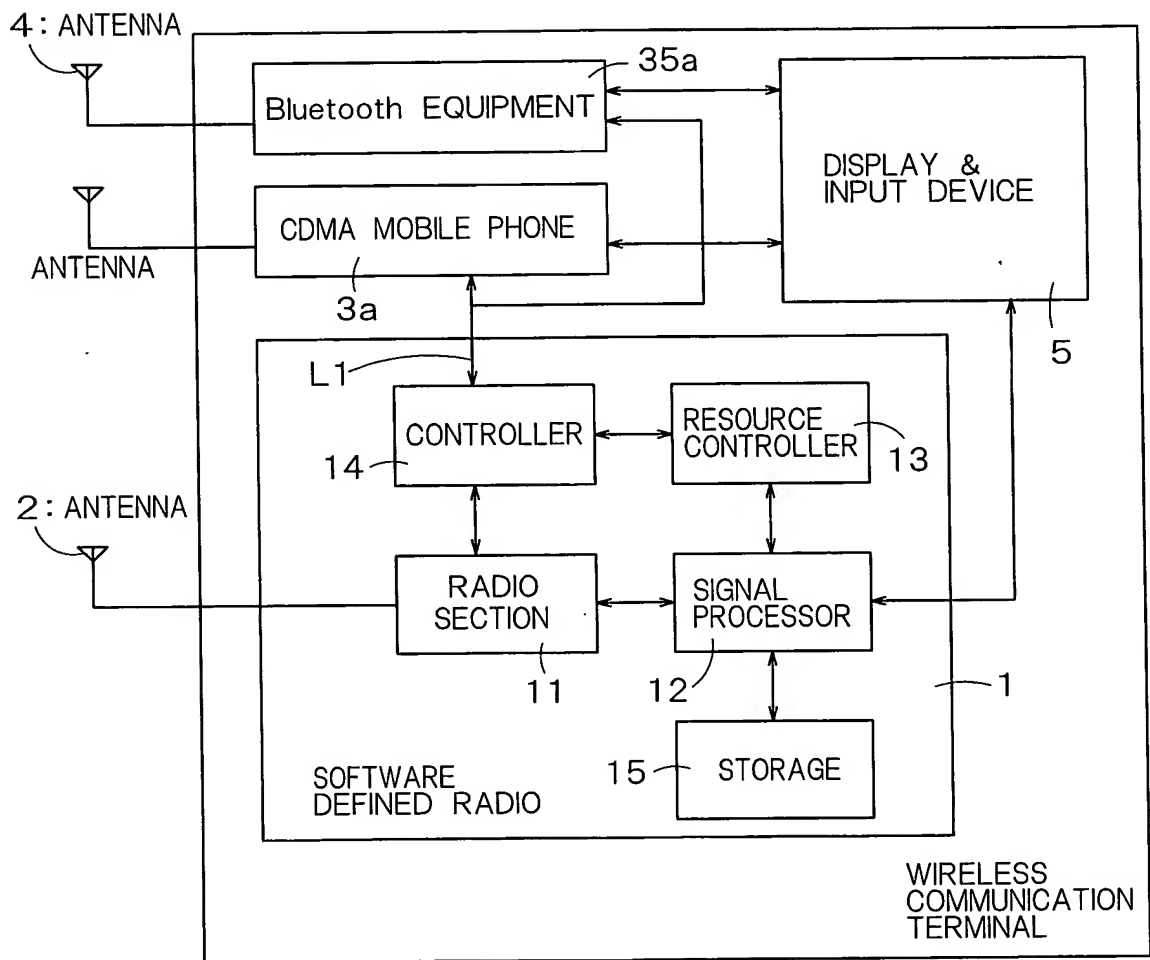 4: ANTENNA
35a
Bluetooth EQUIPMENT
DISPLAY &
INPUT DEVICE
CDMA MOBILE PHONE
ANTENNA
3a
5
L1
CONTROLLER
14
RESOURCE
CONTROLLER
13
2: ANTENNA
RADIO
SECTION
11
SIGNAL
PROCESSOR
12
1
15
STORAGE
SOFTWARE
DEFINED RADIO
WIRELESS
COMMUNICATION
TERMINAL